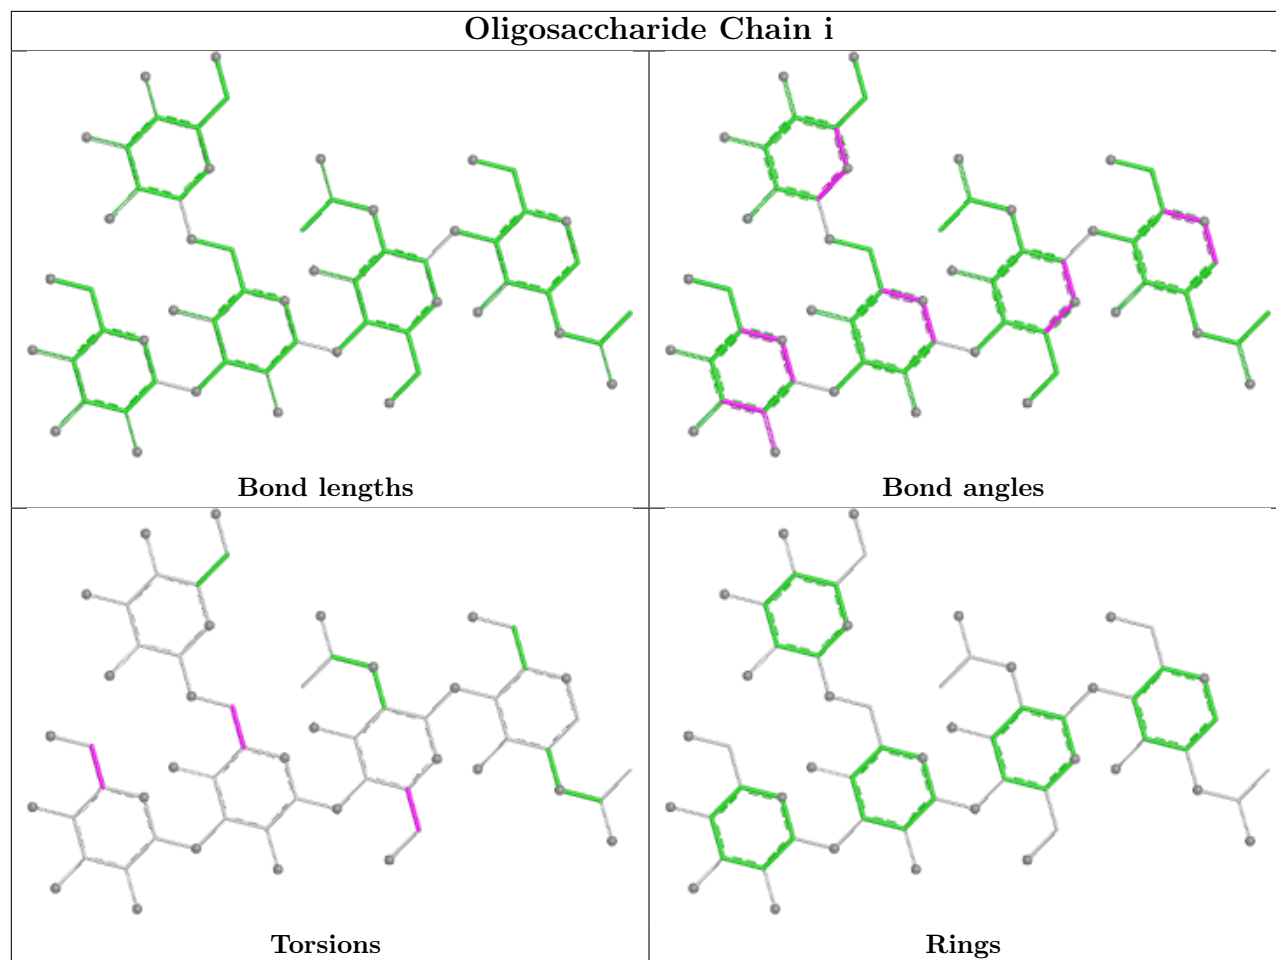 Oligosaccharide Chain i
Bond lengths
Bond angles
Torsions
Rings